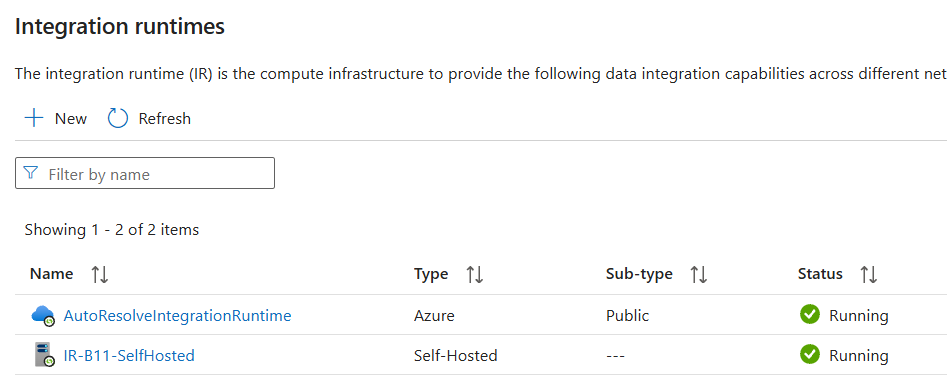 Integration runtimes
The integration runtime (IR) is the compute infrastructure to provide the following data integration capabilities across different net
New Refresh
Filter by name
Showing 1 - 2 of 2 items
Name Type Sub-type Status
AutoResolveIntegrationRuntime Azure Public Running
IR-B11-SelfHosted Self-Hosted --- Running